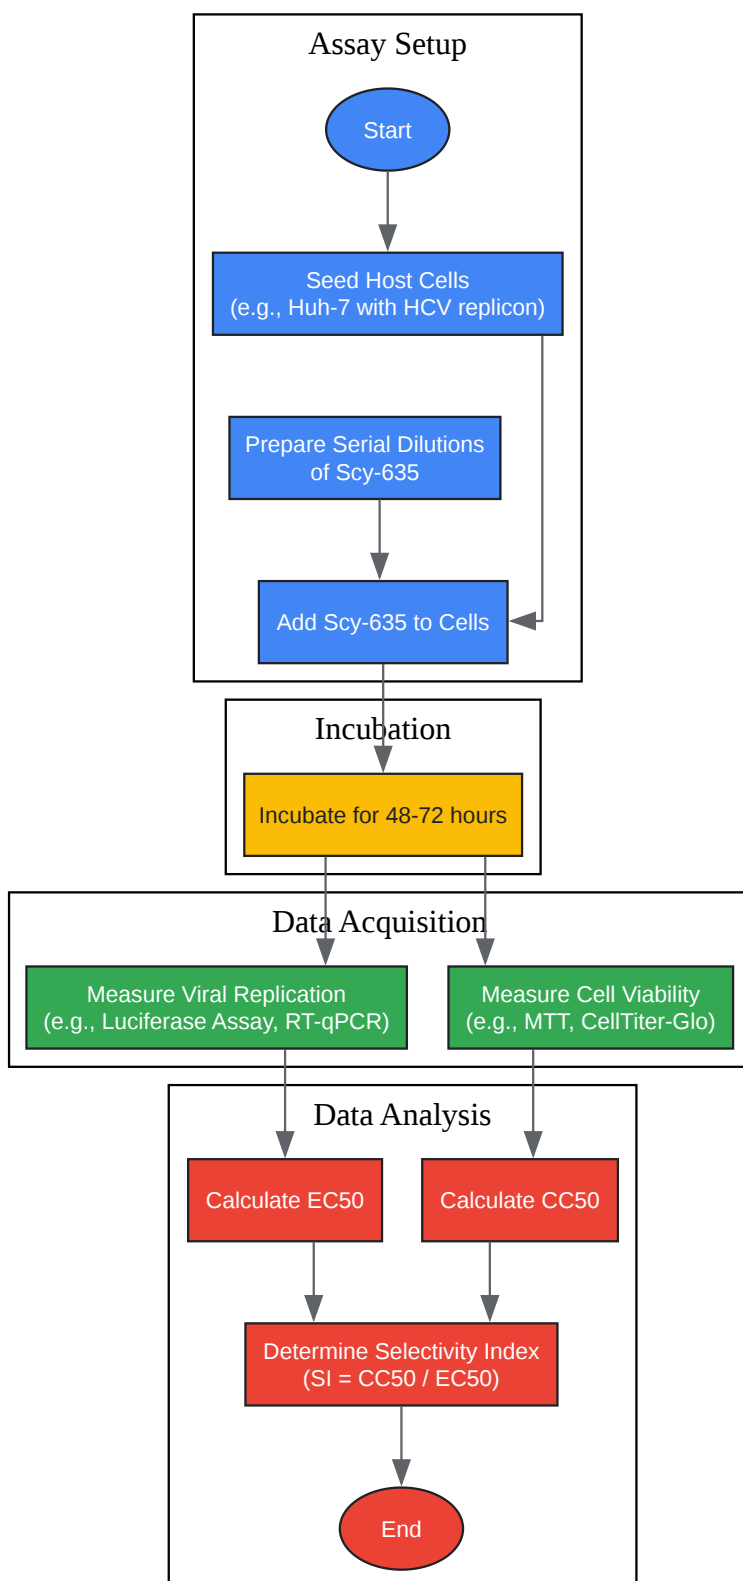 Assay Setup
Start
Seed Host Cells
(e.g., Huh-7 with HCV replicon)
Prepare Serial Dilutions
of Scy-635
Add Scy-635 to Cells
Incubation
Incubate for 48-72 hours
Data Acquisition
Measure Viral Replication
(e.g., Luciferase Assay, RT-qPCR)
Measure Cell Viability
(e.g., MTT, CellTiter-Glo)
Data Analysis
Calculate EC50
Calculate CC50
Determine Selectivity Index
(SI = CC50 / EC50)
End